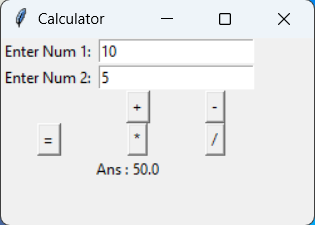 Calculator
Enter Num 1: 10
Enter Num 2: 5
+ -
= * /
Ans : 50.0